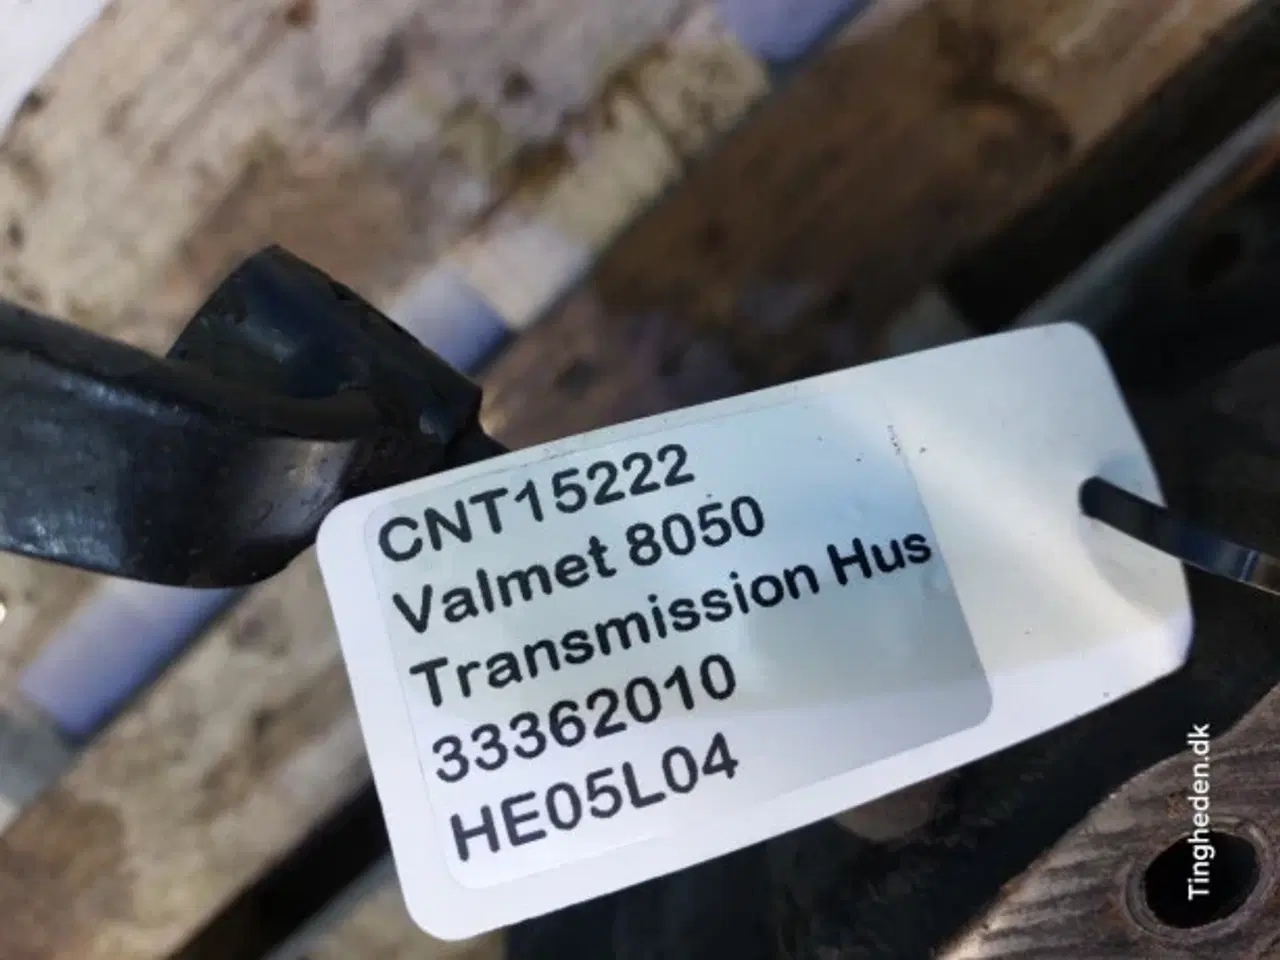 CNT15222
Valmet 8050
Transmission Hus
33362010
HE05L04
Tingheden.dk